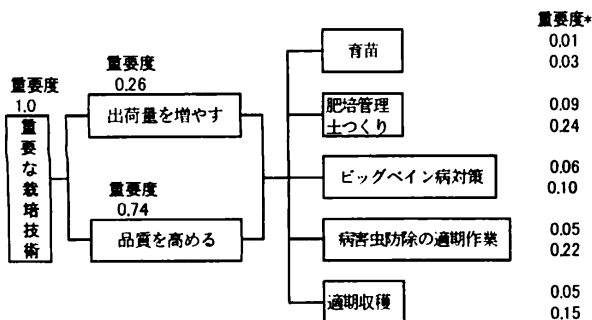 重要度*
0.01
0.03
育苗
重要度
0.26
重要度
1.0
出荷量を増やす
肥培管理
土つくり
0.09
0.24
重要な栽培技術
ビッグベイン病対策
0.06
0.10
重要度
0.74
品質を高める
病害虫防除の適期作業
0.05
0.22
適期収穫
0.05
0.15